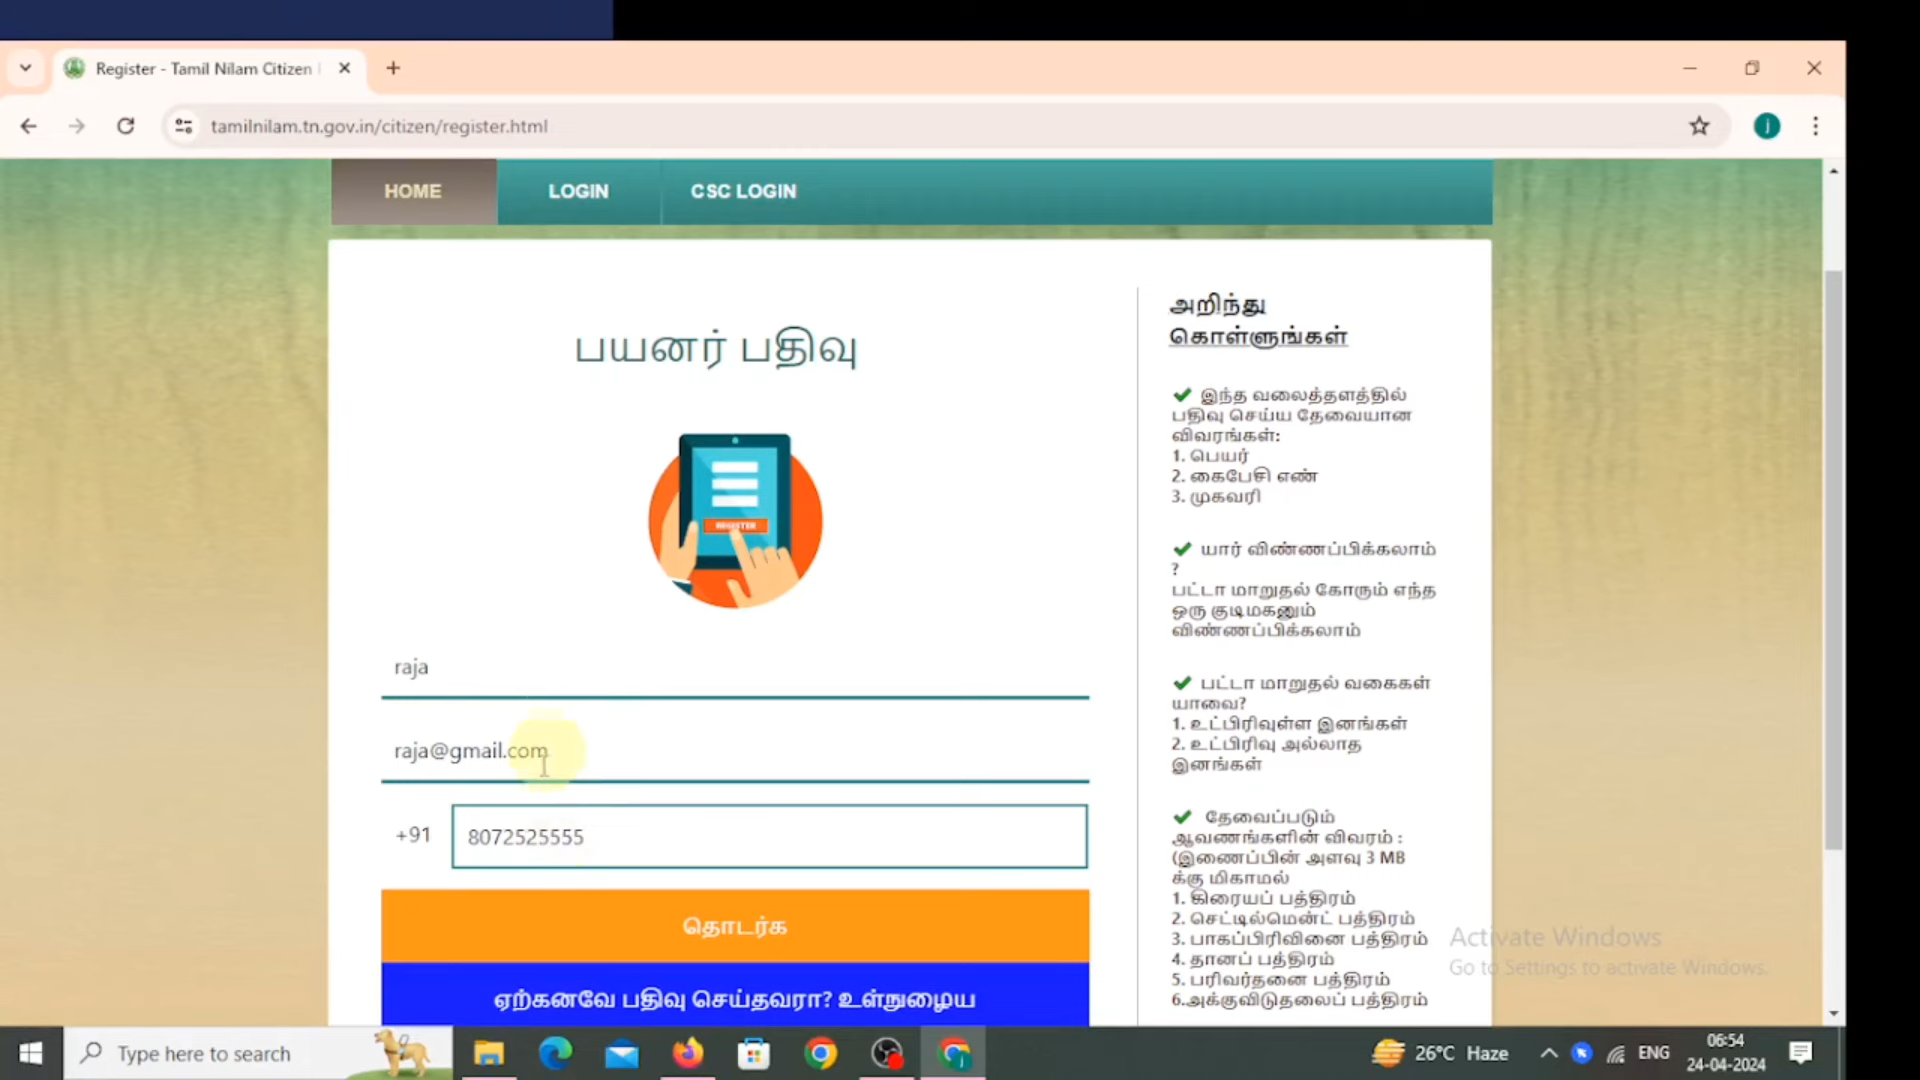 Register - Tamil Nilam Citizen
tamilnilam.tn.gov.in/citizen/register.html
j
HOME
LOGIN
CSC LOGIN
பயனர் பதிவு
REGISTER
raja
raja@gmail.com
+91
8072525555
தொடர்க
ஏற்கனவே பதிவு செய்தவரா? உள்நுழைய
அறிந்து
கொள்ளுங்கள்
இந்த வலைத்தளத்தில்
பதிவு செய்ய தேவையான
விவரங்கள்:
1. பெயர்
2. கைபேசி எண்
3. முகவரி
யார் விண்ணப்பிக்கலாம்
?
பட்டா மாறுதல் கோரும் எந்த
ஒரு குடிமகனும்
விண்ணப்பிக்கலாம்
பட்டா மாறுதல் வகைகள்
யாவை?
1. உட்பிரிவுள்ள இனங்கள்
2. உட்பிரிவு அல்லாத
இனங்கள்
தேவைப்படும்
ஆவணங்களின் விவரம் :
(இணைப்பின் அளவு 3 MB
க்கு மிகாமல்
1. கிரையப் பத்திரம்
2. செட்டில்மென்ட் பத்திரம்
3. பாகப்பிரிவினை பத்திரம்
4. தானப் பத்திரம்
5. பரிவர்தனை பத்திரம்
6.அக்குவிடுதலைப் பத்திரம்
Activate Windows
Go to Settings to activate Windows.
Type here to search
j
26°C Haze
ENG
06:54
24-04-2024